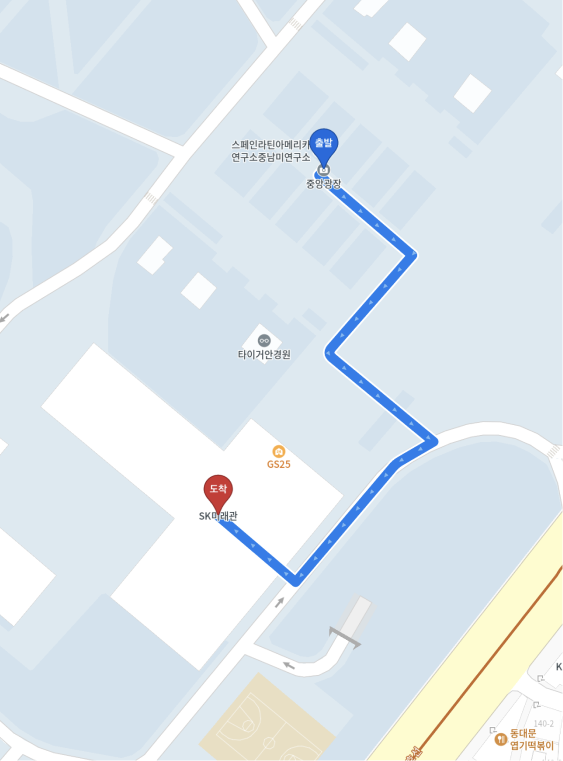 출발
스페인라틴아메리카
연구소중남미연구소
중앙광장
타이거안경원
GS25
도착
SK미래관
K
140-2
동대문
엽기떡볶이